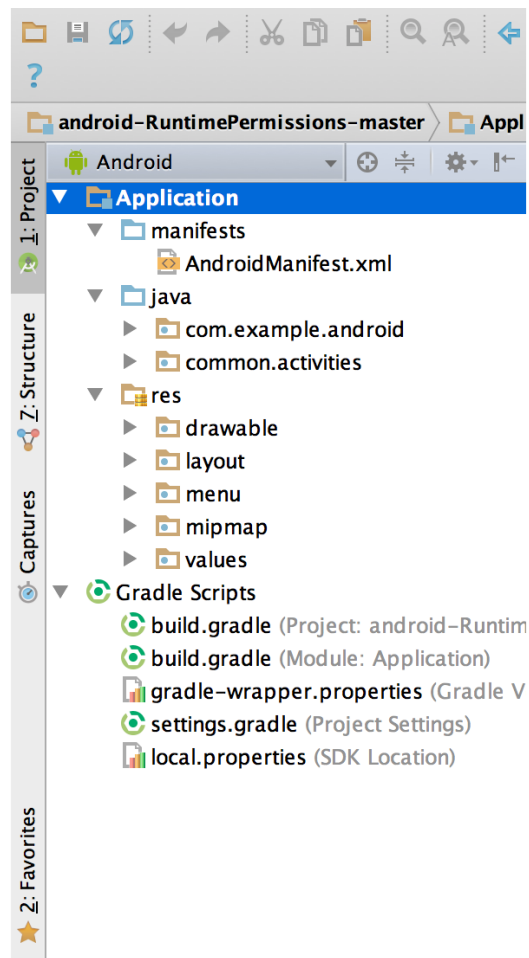 ?
android-RuntimePermissions-master Appl
Android
1: Project
7: Structure
Captures
2: Favorites
Application
manifests
AndroidManifest.xml
java
com.example.android
common.activities
res
drawable
layout
menu
mipmap
values
Gradle Scripts
build.gradle (Project: android-Runtim
build.gradle (Module: Application)
gradle-wrapper.properties (Gradle V
settings.gradle (Project Settings)
local.properties (SDK Location)